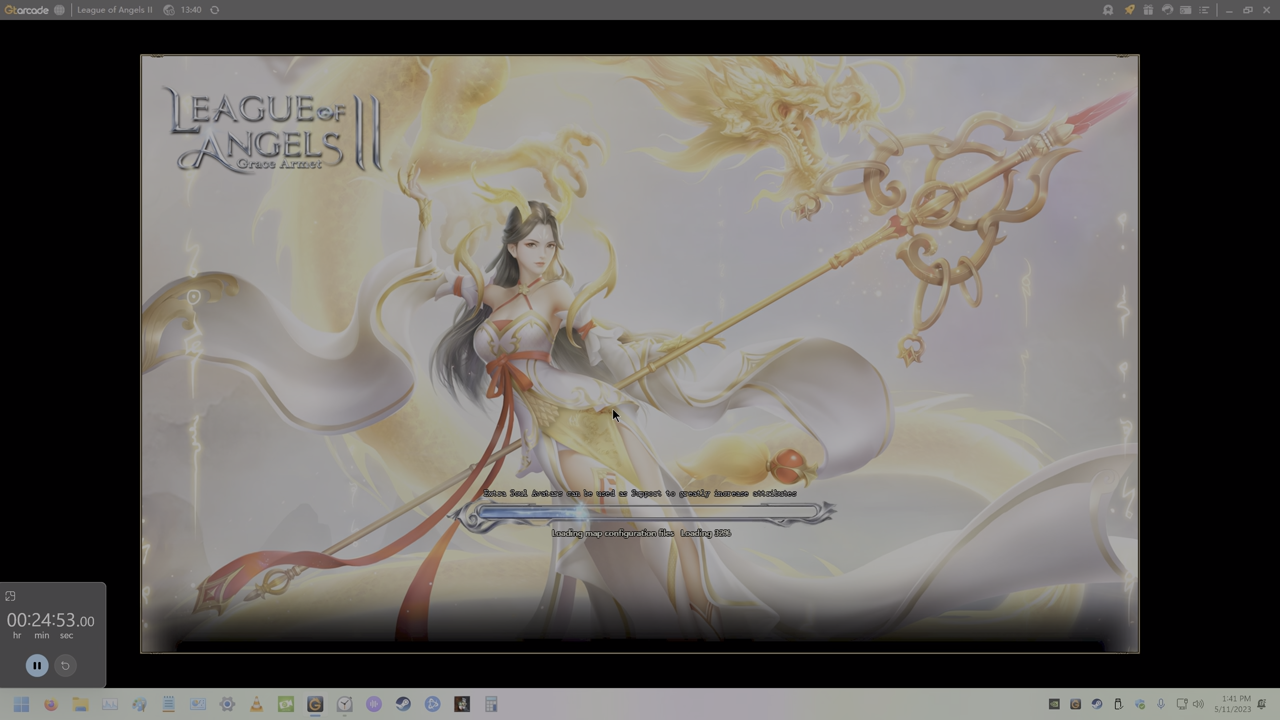 Gtarcade League of Angels II 13:40
LEAGUE OF
ANGELS II
Grace Armet
Extra Soul Avatars can be used as Support to greatly increase attributes
Loading map configuration files Loading 32%
00:24:53.00
hr min sec
1:41 PM
5/11/2023